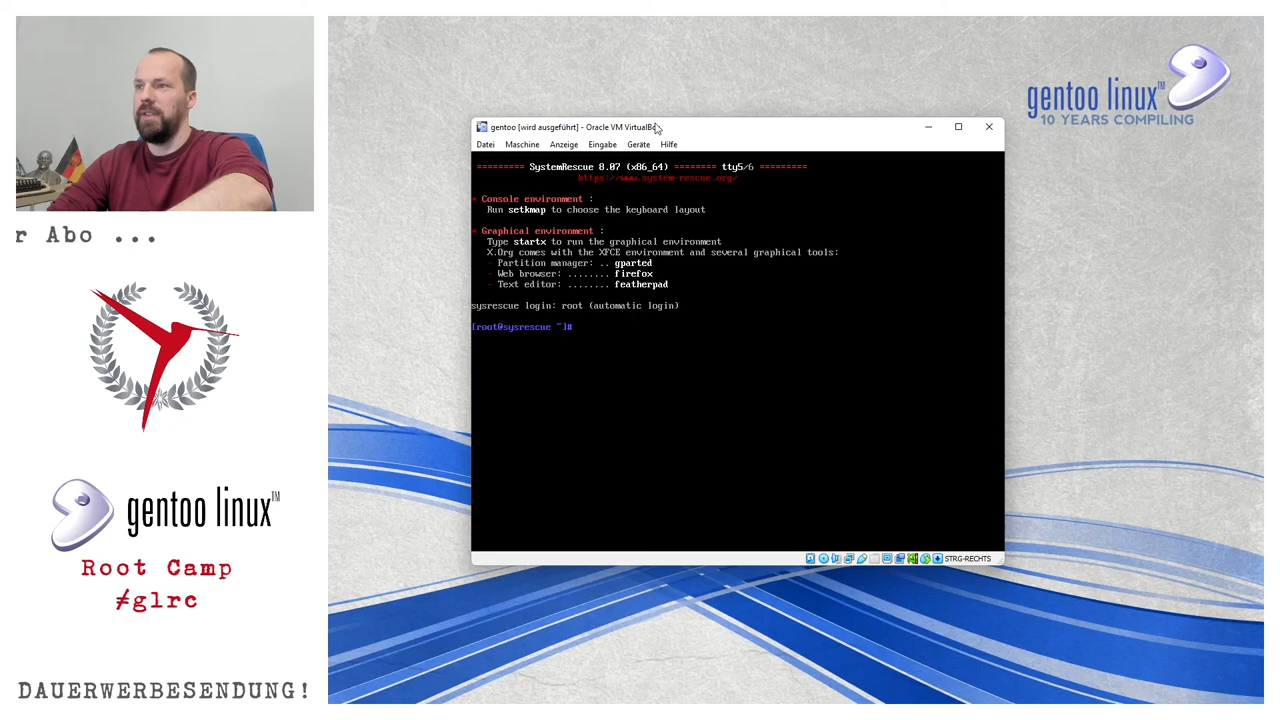 r Abo ...
gentoo linux™
Root Camp
≠glrc
DAUERWERBESENDUNG!
gentoo linux™
10 YEARS COMPILING
gentoo [wird ausgeführt] - Oracle VM VirtualBo
Datei Maschine Anzeige Eingabe Geräte Hilfe
========= SystemRescue 8.07 (x86_64) ======== tty5/6 =========
https://www.system-rescue.org/
* Console environment :
Run setkmap to choose the keyboard layout
* Graphical environment :
Type startx to run the graphical environment
X.Org comes with the XFCE environment and several graphical tools:
- Partition manager: .. gparted
- Web browser: ........ firefox
- Text editor: ........ featherpad
sysrescue login: root (automatic login)
[root@sysrescue ~]#
STRG-RECHTS